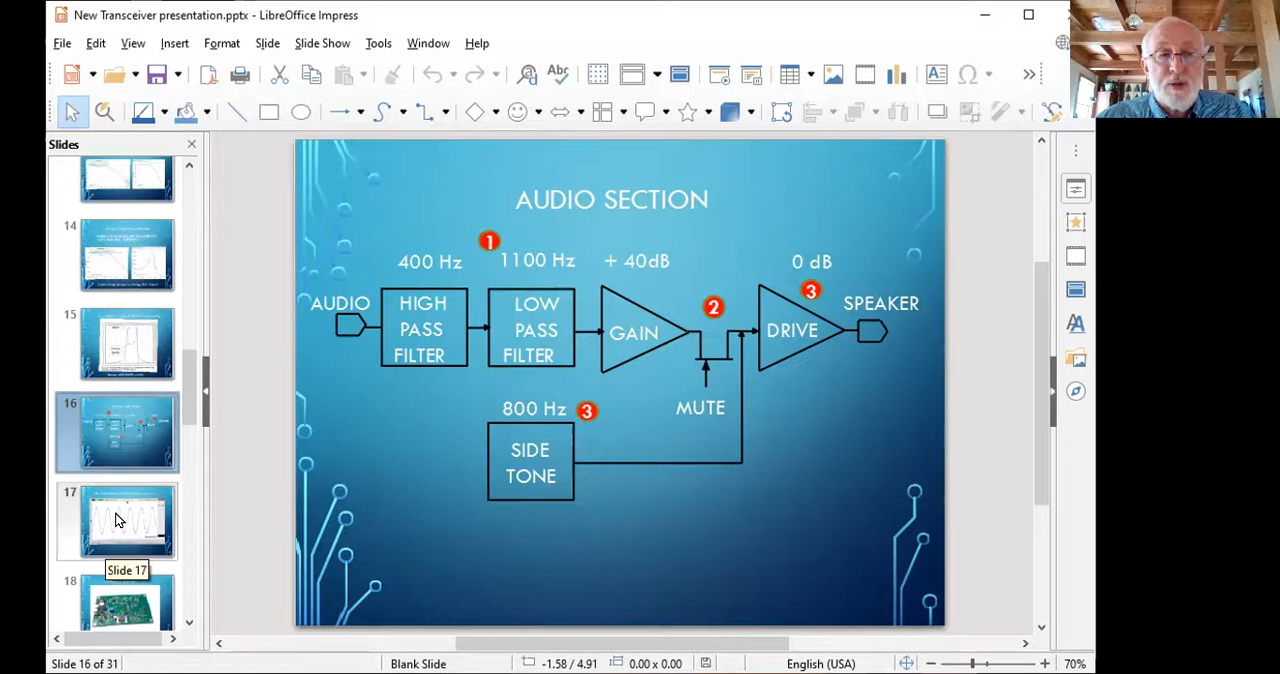 New Transceiver presentation.pptx - LibreOffice Impress
File Edit View Insert Format Slide Slide Show Tools Window Help
Abc
Slides
14
15
16
17
Slide 17
18
AUDIO SECTION
1
400 Hz 1100 Hz + 40dB 0 dB
2 3
AUDIO SPEAKER
HIGH PASS FILTER
LOW PASS FILTER
GAIN
DRIVE
MUTE
800 Hz 3
SIDE TONE
Slide 16 of 31 Blank Slide -1.58 / 4.91 0.00 x 0.00 English (USA) 70%